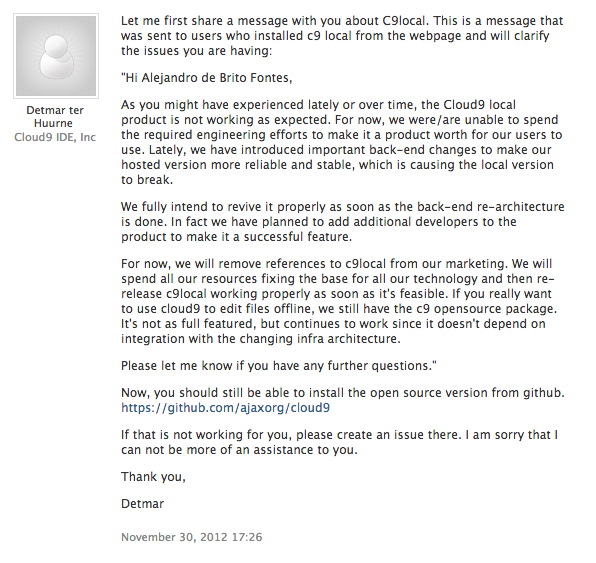 Let me first share a message with you about C9local. This is a message that
was sent to users who installed c9 local from the webpage and will clarify
the issues you are having:
"Hi Alejandro de Brito Fontes,
Detmar ter
Huurne
Cloud9 IDE, Inc
As you might have experienced lately or over time, the Cloud9 local
product is not working as expected. For now, we were/are unable to spend
the required engineering efforts to make it a product worth for our users to
use. Lately, we have introduced important back-end changes to make our
hosted version more reliable and stable, which is causing the local version
to break.
We fully intend to revive it properly as soon as the back-end re-architecture
is done. In fact we have planned to add additional developers to the
product to make it a successful feature.
For now, we will remove references to c9local from our marketing. We will
spend all our resources fixing the base for all our technology and then re-
release c9local working properly as soon as it's feasible. If you really want
to use cloud9 to edit files offline, we still have the c9 opensource package.
It's not as full featured, but continues to work since it doesn't depend on
integration with the changing infra architecture.
Please let me know if you have any further questions."
Now, you should still be able to install the open source version from github.
https://github.com/ajaxorg/cloud9
If that is not working for you, please create an issue there. I am sorry that I
can not be more of an assistance to you.
Thank you,
Detmar
November 30, 2012 17:26